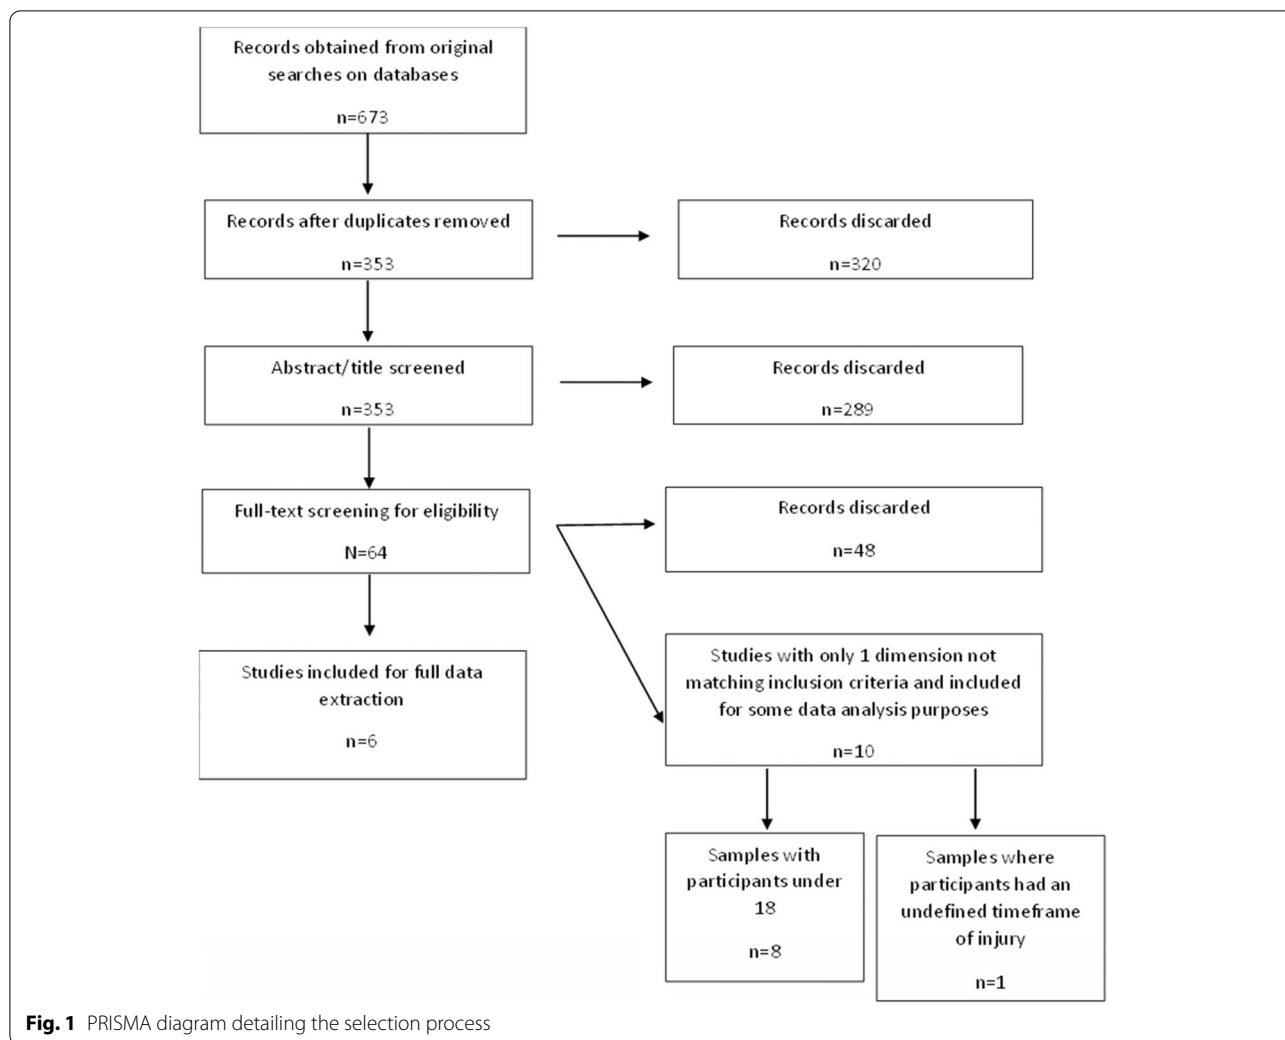 Records obtained from original
searches on databases
n=673
Records after duplicates removed
n=353
Records discarded
n=320
Abstract/title screened
n=353
Records discarded
n=289
Full-text screening for eligibility
N=64
Records discarded
n=48
Studies included for full data
extraction
n=6
Studies with only 1 dimension not
matching inclusion criteria and included
for some data analysis purposes
n=10
Samples with
participants under
18
n=8
Samples where
participants had an
undefined timeframe
of injury
n=1
Fig. 1 PRISMA diagram detailing the selection process